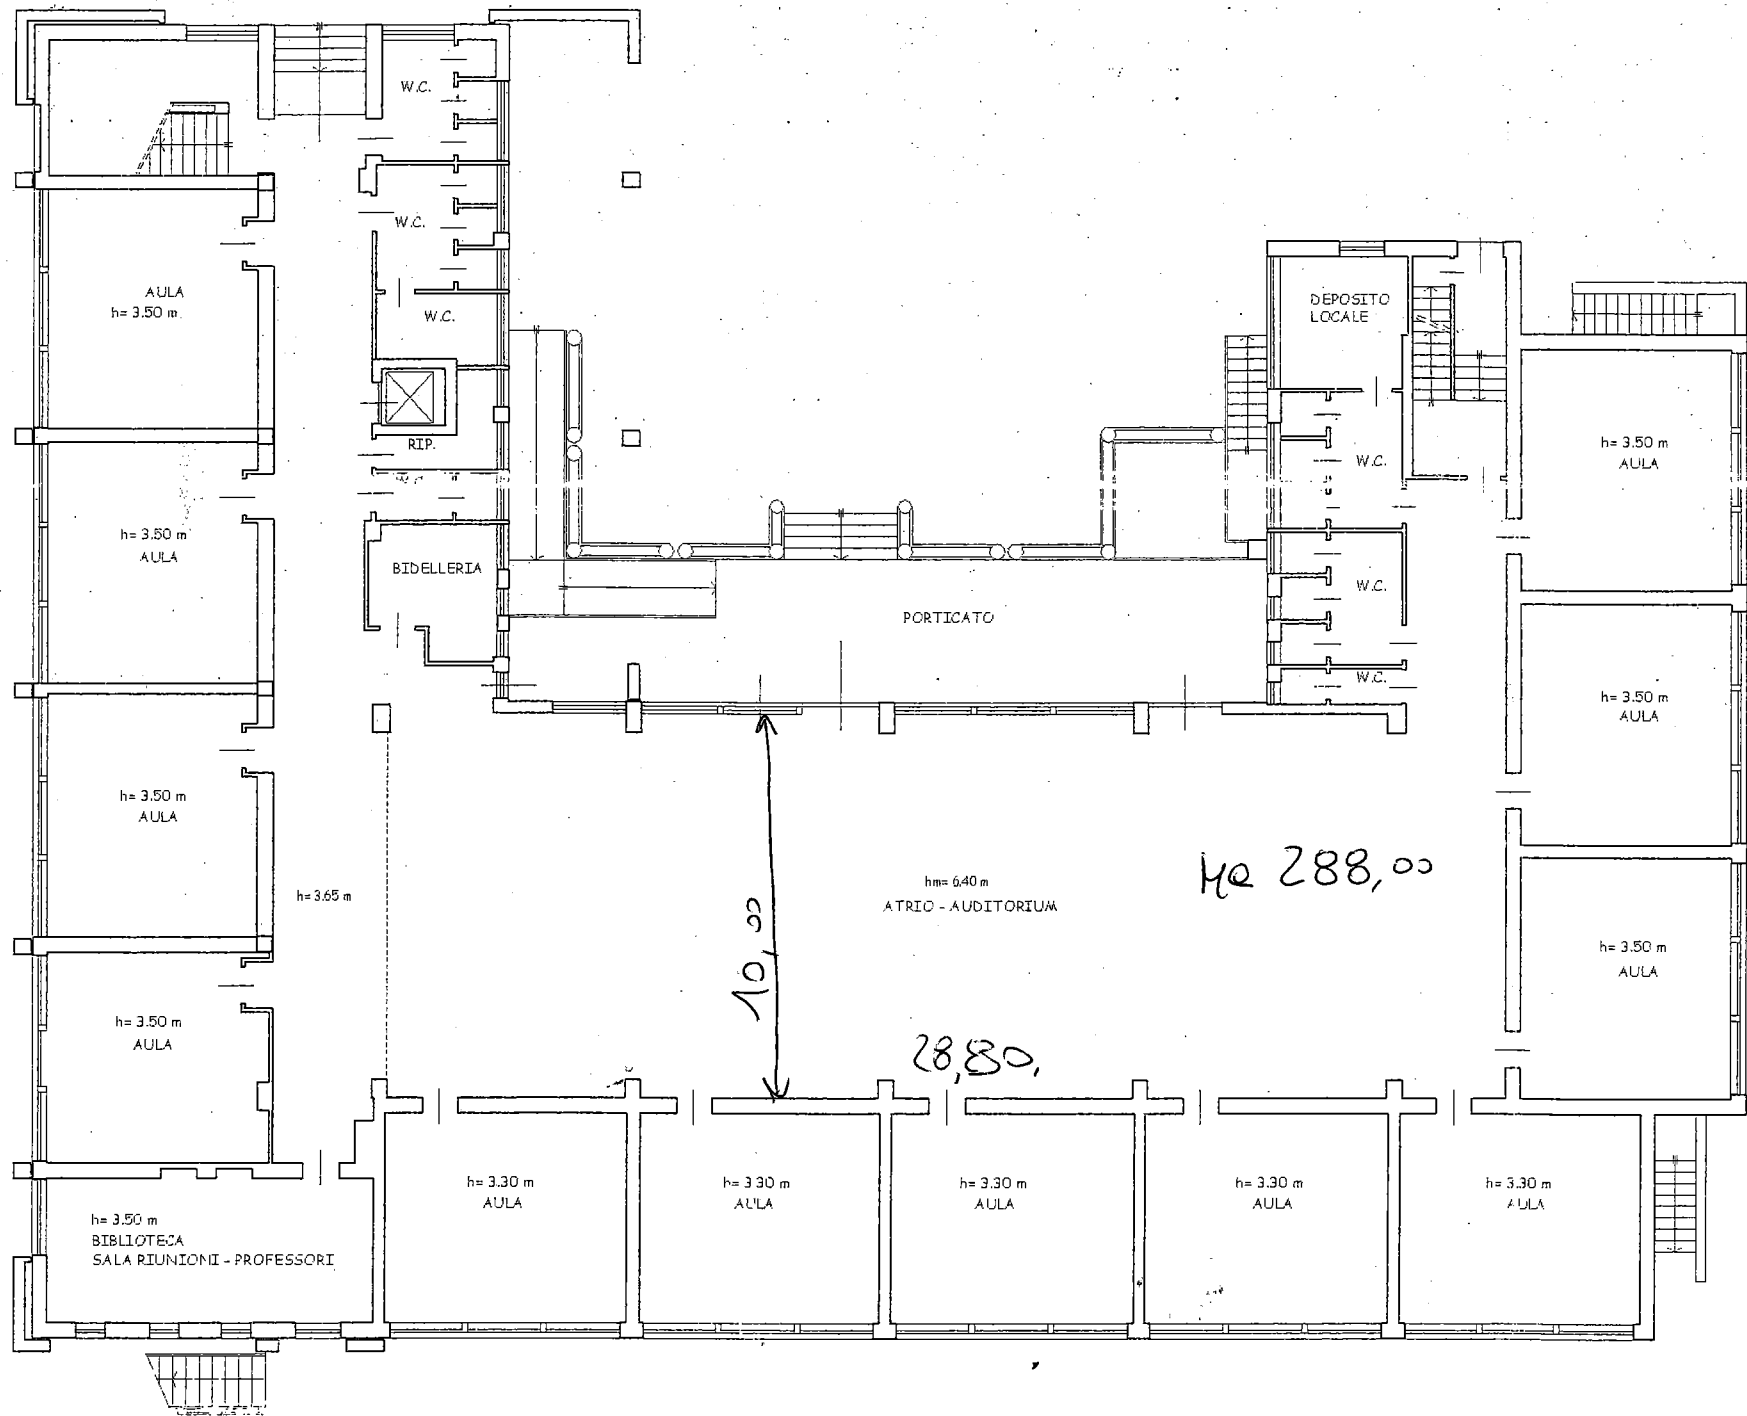 W.C.
W.C.
AULA
h= 3.50 m
W.C.
DEPOSITO
LOCALE
RIP.
h= 3.50 m
AULA
W.C.
h= 3.50 m
AULA
BIDELLERIA
W.C.
PORTICATO
W.C.
h= 3.50 m
AULA
h= 3.50 m
AULA
h= 3.65 m
hm= 6.40 m
ATRIO - AUDITORIUM
288,00
10,00
28,80
h= 3.50 m
AULA
h= 3.50 m
AULA
h= 3.30 m
AULA
h= 3.30 m
AULA
h= 3.30 m
AULA
h= 3.30 m
AULA
h= 3.30 m
AULA
h= 3.50 m
BIBLIOTECA
SALA RIUNIONI - PROFESSORI